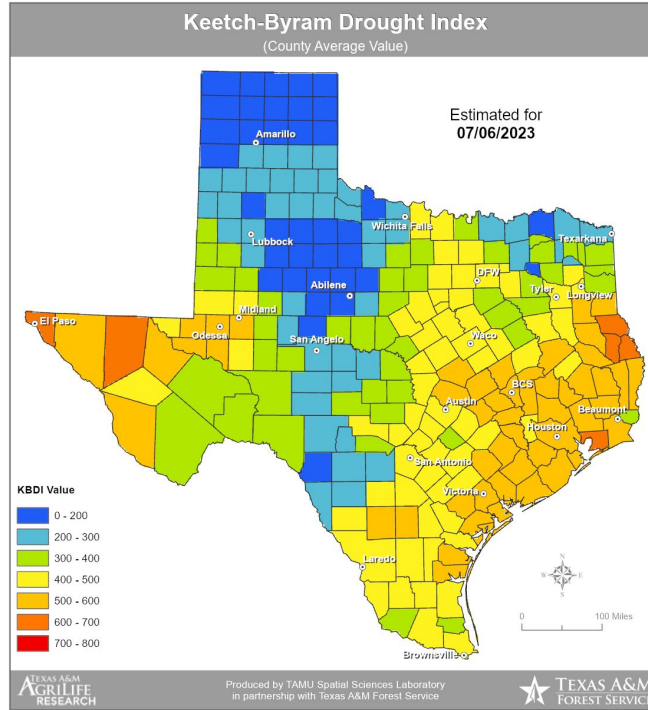 Keetch-Byram Drought Index
(County Average Value)
Estimated for
07/06/2023
Amarillo
Wichita Falls
Texarkana
Lubbock
DFW
Abilene
Tyler
Longview
El Paso
Midland
Odessa
Waco
San Angelo
BCS
Austin
Beaumont
Houston
San Antonio
KBDI Value
Victoria
0 - 200
200 - 300
300 - 400
400 - 500
500 - 600
600 - 700
700 - 800
Laredo
N
W
E
S
0
100 Miles
Brownsville
TEXAS A&M
AGRILIFE
RESEARCH
Produced by TAMU Spatial Sciences Laboratory
in partnership with Texas A&M Forest Service
TEXAS A&M
FOREST SERVICE